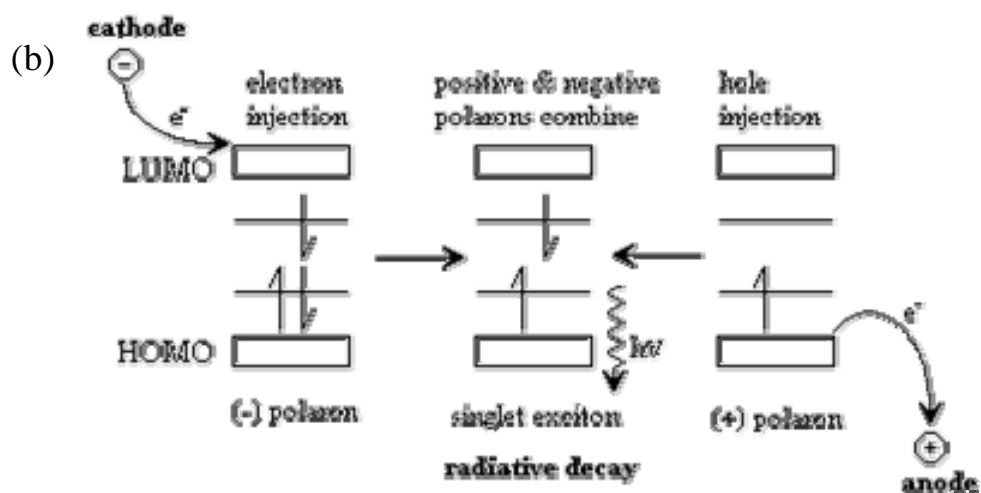 (b)
cathode
−
e⁻
electron
injection
positive & negative
polarons combine
hole
injection
LUMO
HOMO
hν
e⁻
(-) polaron
singlet exciton
(+) polaron
radiative decay
+
anode